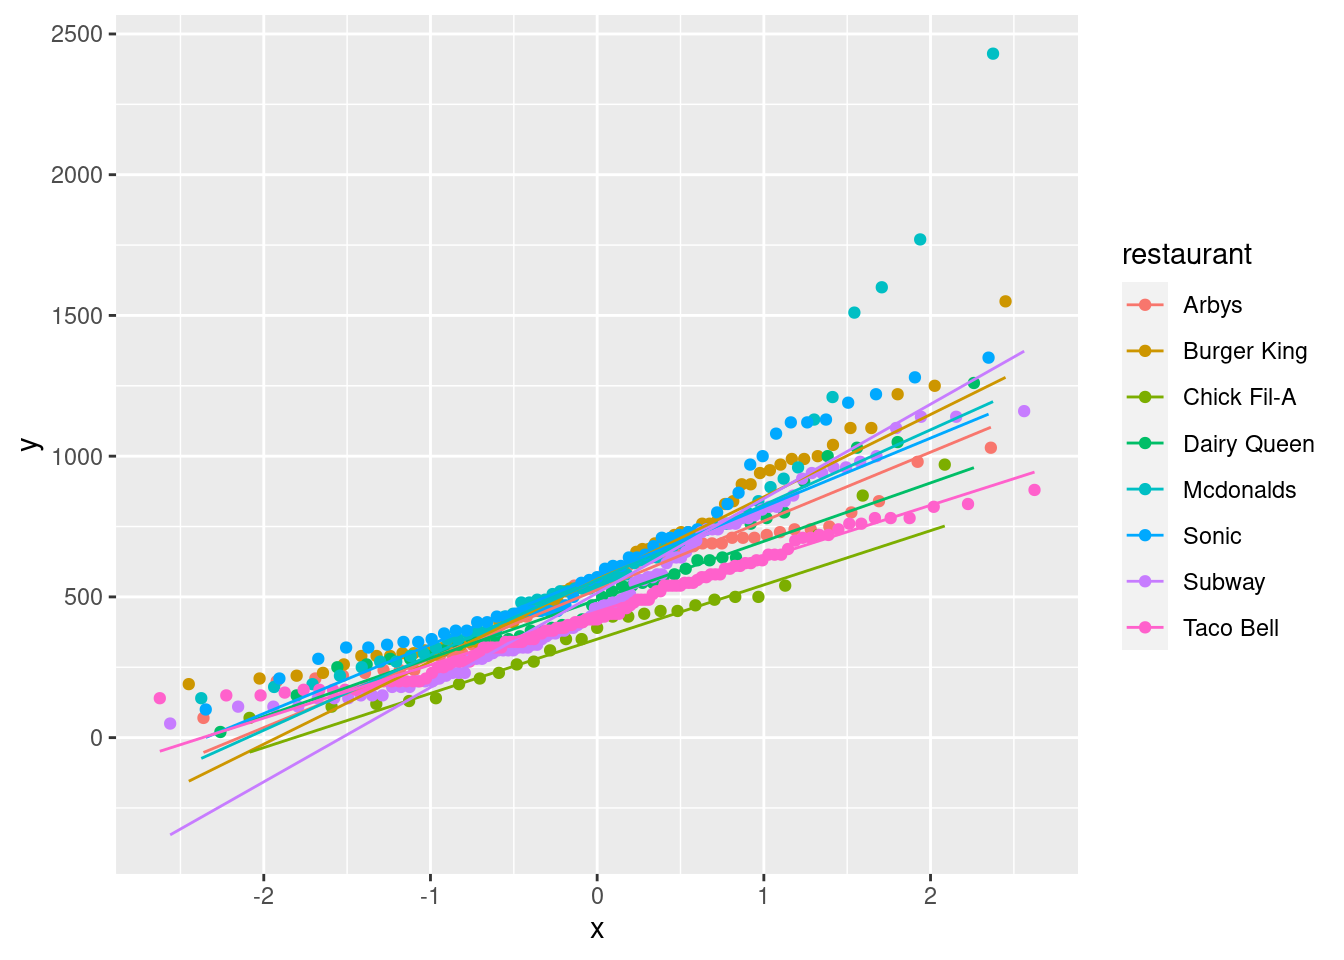 2500
2000
1500
1000
500
0
y
-2
-1
0
1
2
x
restaurant
Arbys
Burger King
Chick Fil-A
Dairy Queen
Mcdonalds
Sonic
Subway
Taco Bell